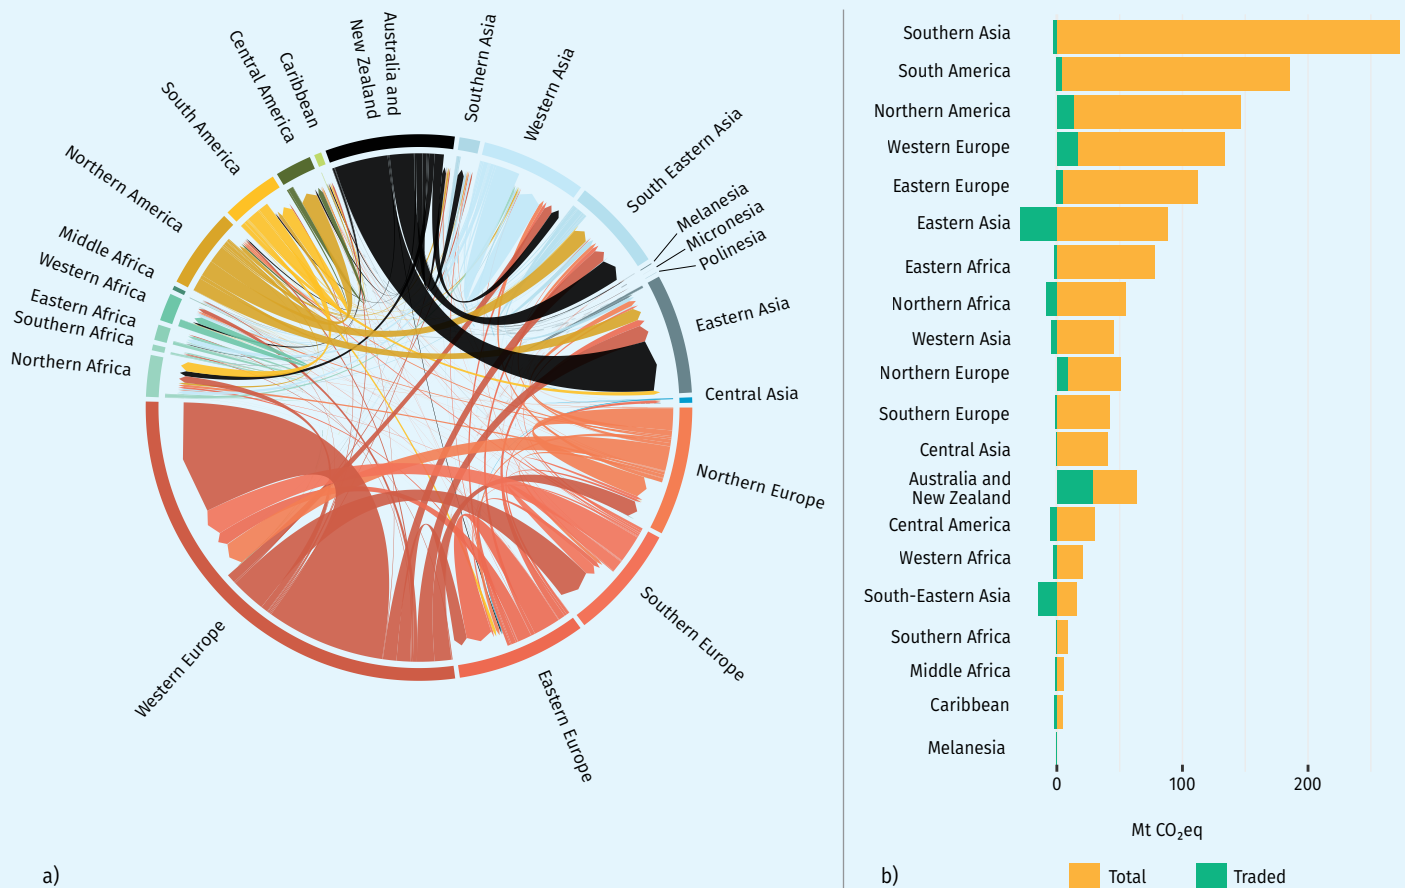 Australia and
New Zealand
Southern Asia
Western Asia
South Eastern Asia
Melanesia
Micronesia
Polinesia
Eastern Asia
Central Asia
Northern Europe
Southern Europe
Eastern Europe
Western Europe
Northern Africa
Southern Africa
Eastern Africa
Western Africa
Middle Africa
Northern America
South America
Central America
Caribbean
a)
Southern Asia
South America
Northern America
Western Europe
Eastern Europe
Eastern Asia
Eastern Africa
Northern Africa
Western Asia
Northern Europe
Southern Europe
Central Asia
Australia and
New Zealand
Central America
Western Africa
South-Eastern Asia
Southern Africa
Middle Africa
Caribbean
Melanesia
0 100 200
Mt CO₂eq
b)
Total Traded